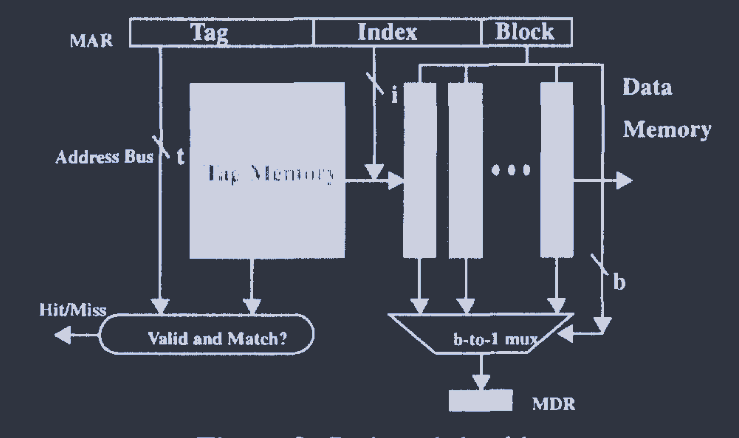 Tag Index Block
MAR
i
Data
Memory
Address Bus
t
Tag Memory
b
Hit/Miss
Valid and Match?
b-to-1 mux
MDR